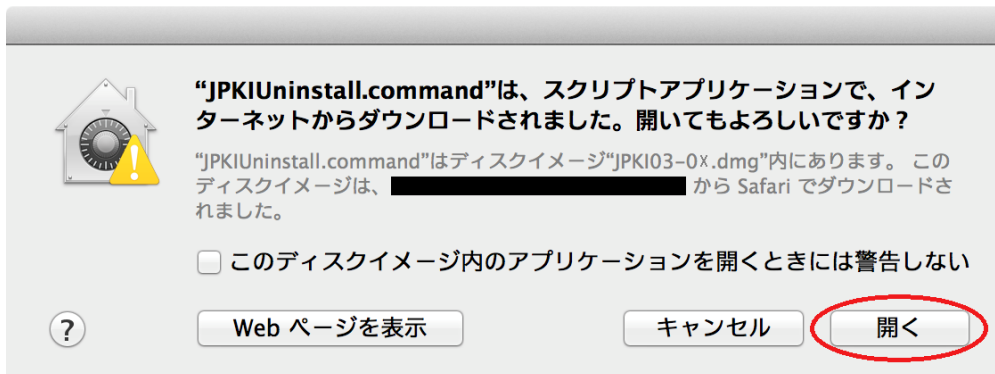 “JPKIUninstall.command”は、スクリプトアプリケーションで、イン
ターネットからダウンロードされました。開いてもよろしいですか？
“JPKIUninstall.command”はディスクイメージ“JPKI03-0X.dmg”内にあります。 この
ディスクイメージは、 から Safari でダウンロードさ
れました。
このディスクイメージ内のアプリケーションを開くときには警告しない
? Web ページを表示 キャンセル 開く